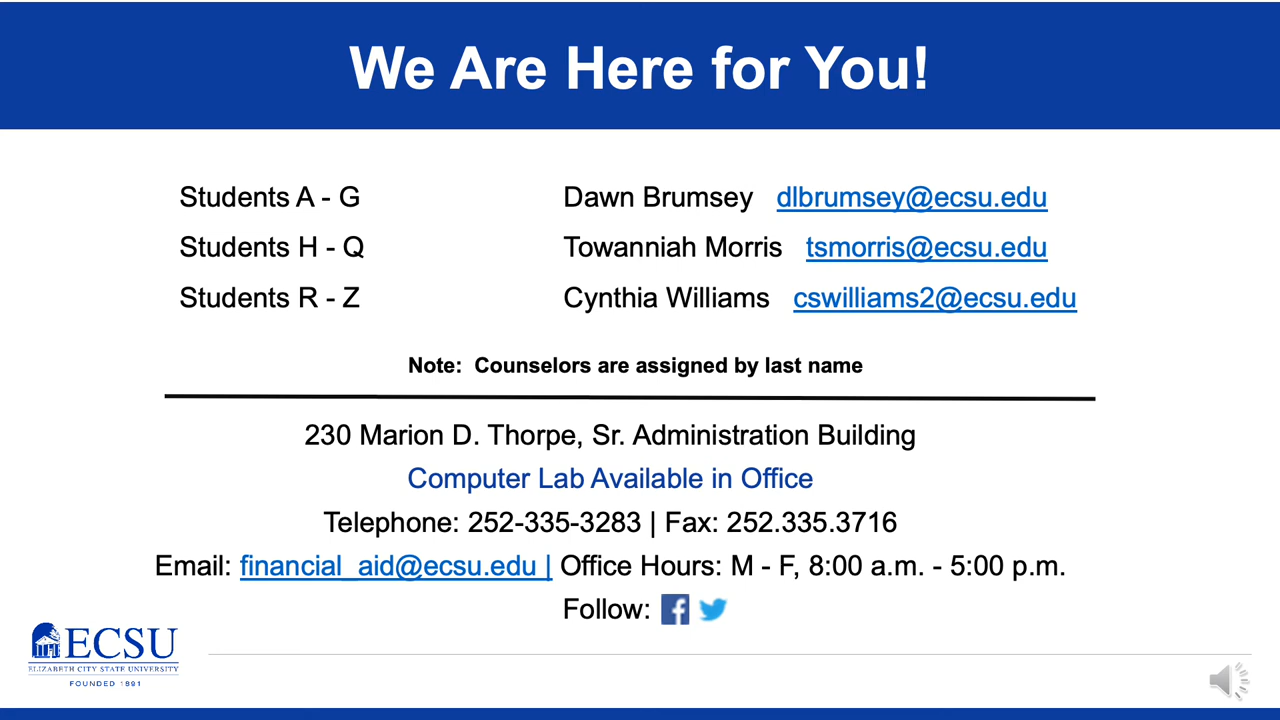 We Are Here for You!
Students A - G Dawn Brumsey dlbrumsey@ecsu.edu
Students H - Q Towanniah Morris tsmorris@ecsu.edu
Students R - Z Cynthia Williams cswilliams2@ecsu.edu
Note: Counselors are assigned by last name
230 Marion D. Thorpe, Sr. Administration Building
Computer Lab Available in Office
Telephone: 252-335-3283 | Fax: 252.335.3716
Email: financial_aid@ecsu.edu | Office Hours: M - F, 8:00 a.m. - 5:00 p.m.
Follow:
ECSU
ELIZABETH CITY STATE UNIVERSITY
FOUNDED 1891